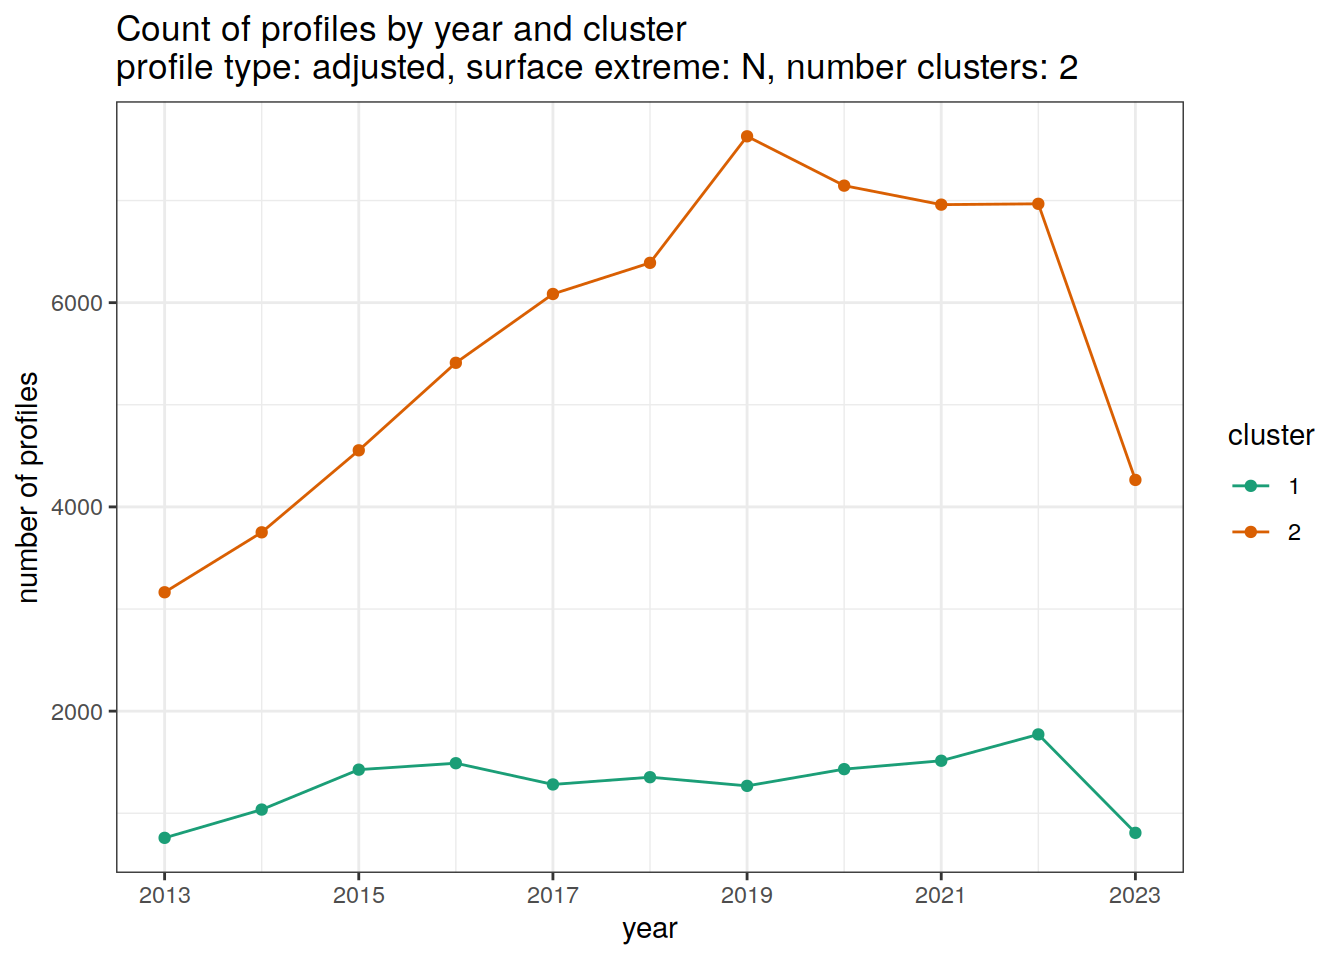 Count of profiles by year and cluster
profile type: adjusted, surface extreme: N, number clusters: 2
number of profiles
6000
4000
2000
2013
2015
2017
2019
2021
2023
year
cluster
1
2